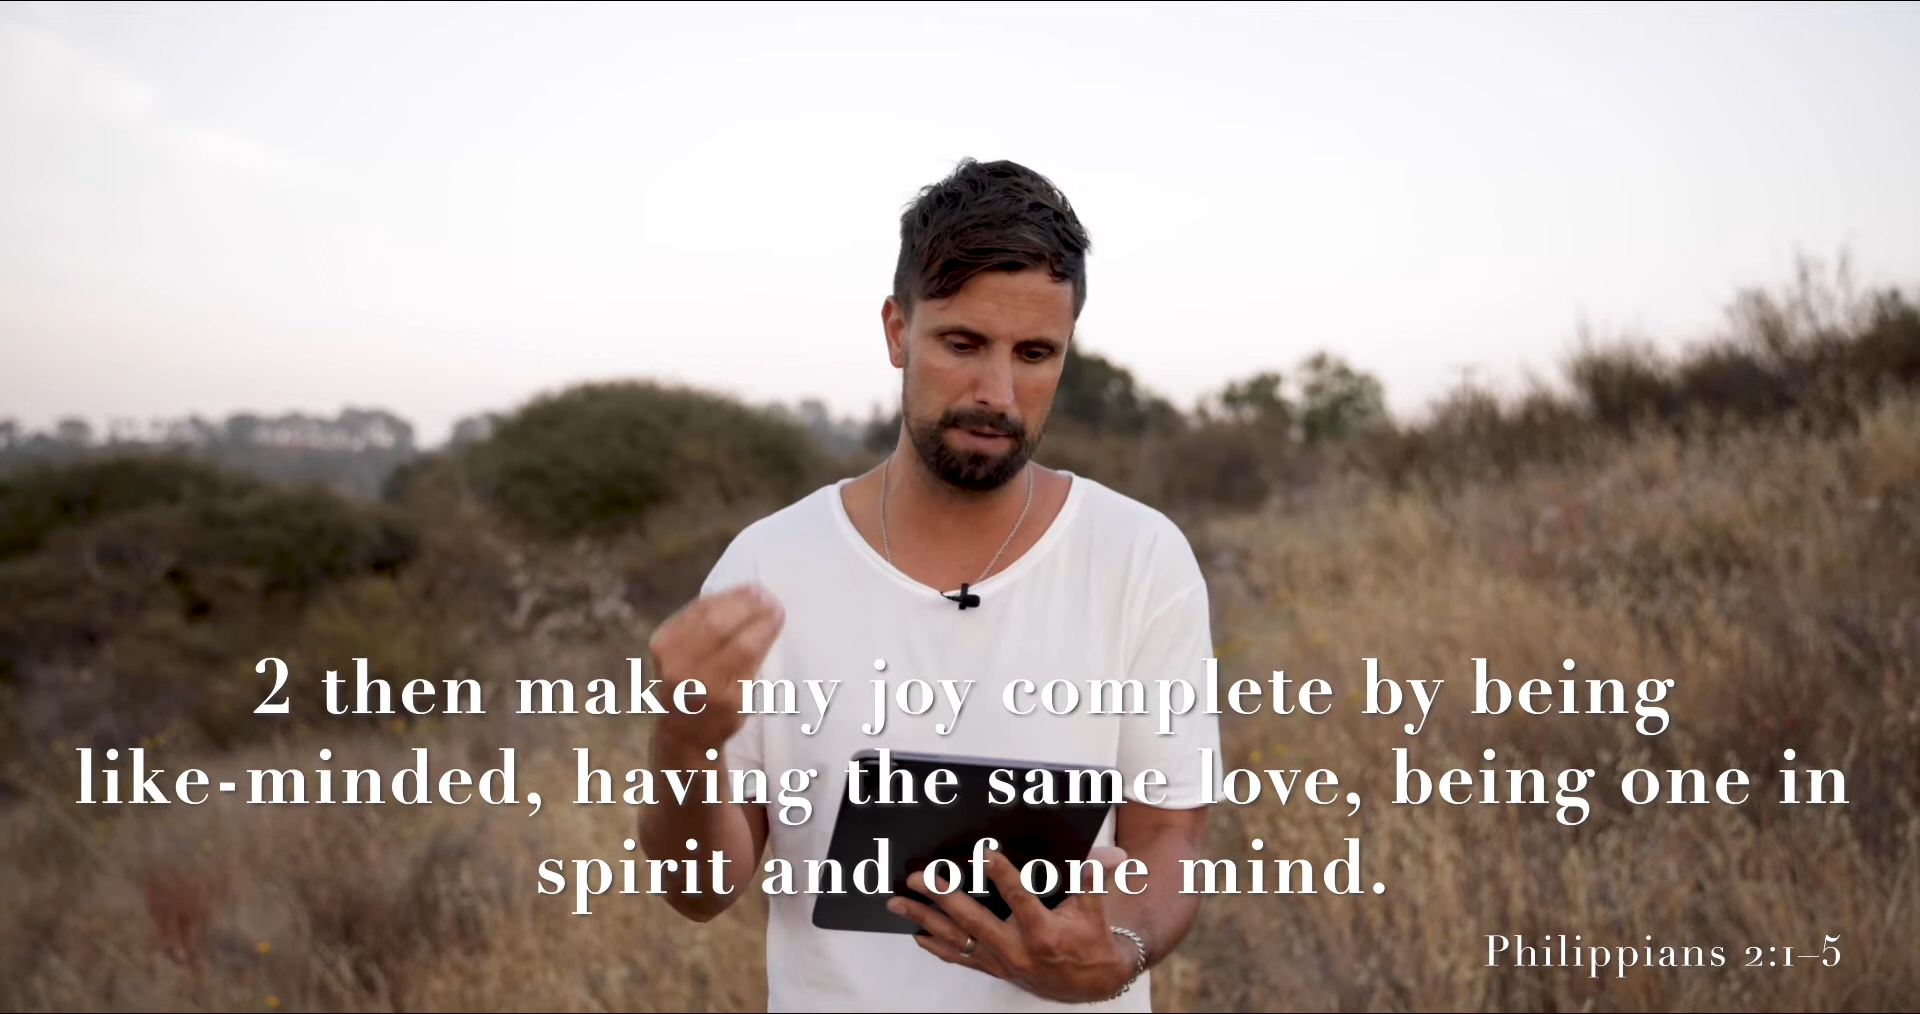 2 then make my joy complete by being
like-minded, having the same love, being one in
spirit and of one mind.
Philippians 2:1–5